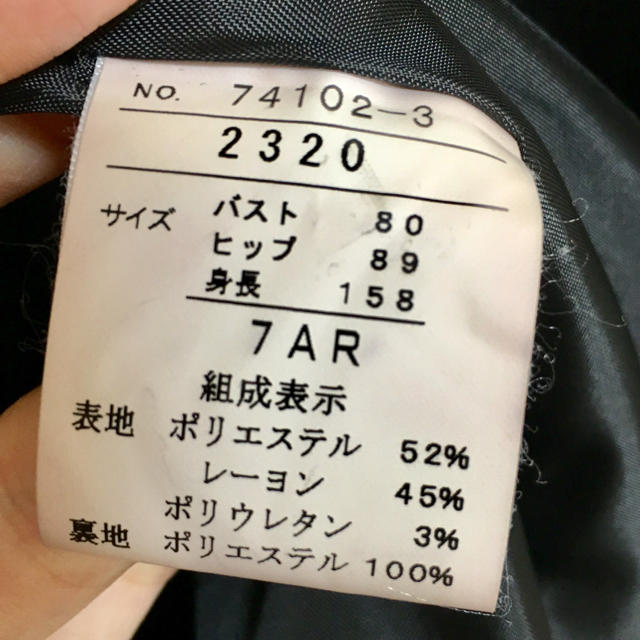 NO. 74102-3
2320
サイズ バスト 80
ヒップ 89
身長 158
7AR
組成表示
表地 ポリエステル 52%
レーヨン 45%
ポリウレタン 3%
裏地 ポリエステル 100%